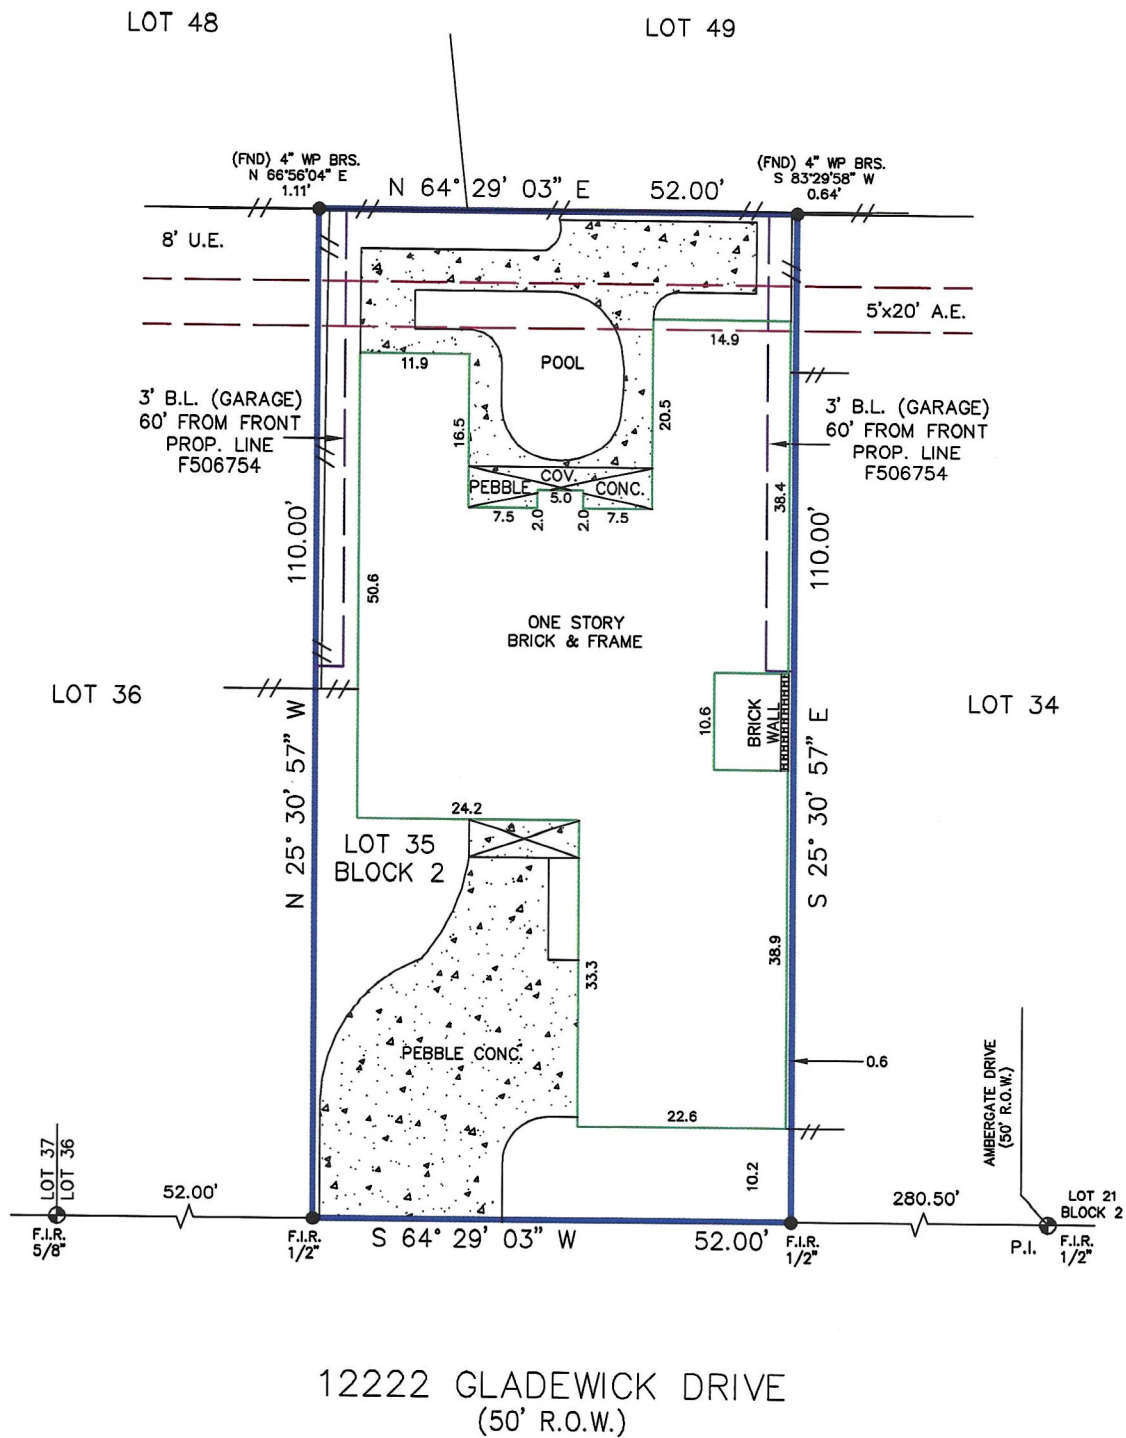 LOT 48
LOT 49
(FND) 4" WP BRS.
N 66°56'04" E
1.11'
(FND) 4" WP BRS.
S 83°29'58" W
0.64'
N 64° 29' 03" E
52.00'
8' U.E.
5'x20' A.E.
14.9
11.9
POOL
3' B.L. (GARAGE)
60' FROM FRONT
PROP. LINE
F506754
3' B.L. (GARAGE)
60' FROM FRONT
PROP. LINE
F506754
16.5
20.5
COV.
PEBBLE
CONC.
5.0
7.5
2.0
2.0
7.5
38.4
110.00'
110.00'
50.6
ONE STORY
BRICK & FRAME
LOT 36
LOT 34
10.6
BRICK
WALL
N 25° 30' 57" W
S 25° 30' 57" E
24.2
LOT 35
BLOCK 2
38.9
33.3
PEBBLE CONC.
0.6
22.6
10.2
AMBERGATE DRIVE
(50' R.O.W.)
LOT 37
LOT 36
52.00'
280.50'
LOT 21
BLOCK 2
F.I.R.
5/8"
F.I.R.
1/2"
S 64° 29' 03" W
52.00'
F.I.R.
1/2"
P.I.
F.I.R.
1/2"
12222 GLADEWICK DRIVE
(50' R.O.W.)